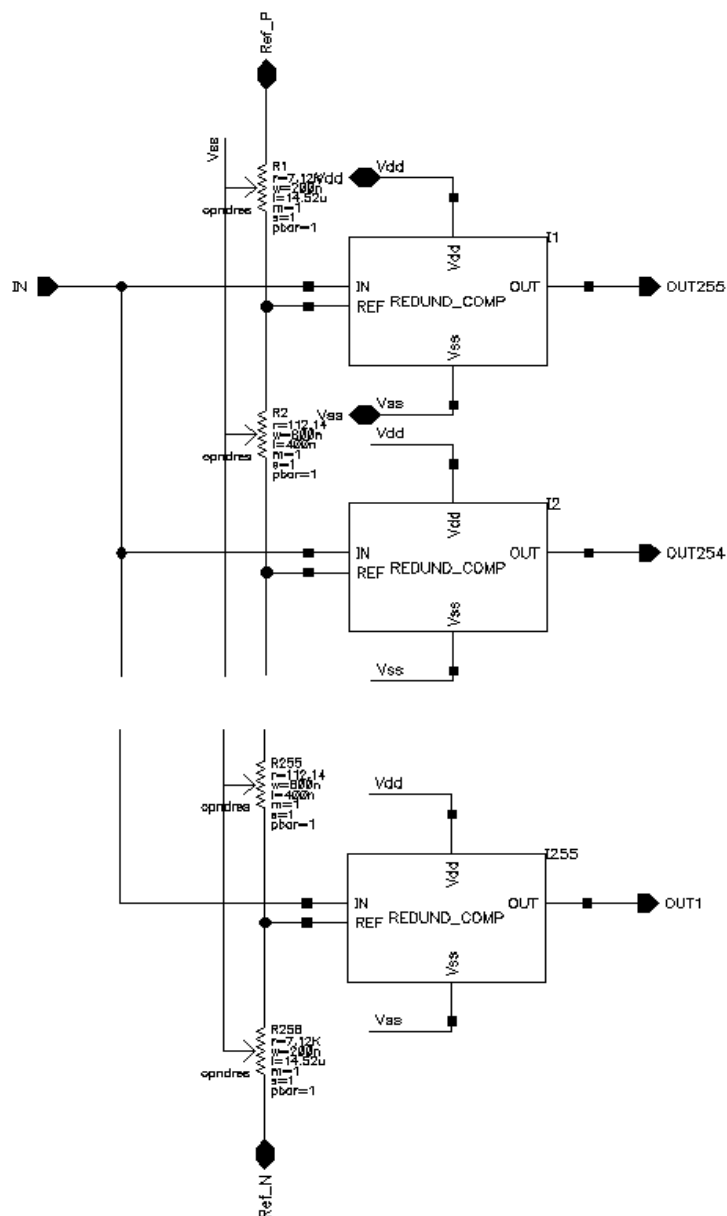 Ref_P
Vss
R1
r=7.12K
w=200n
l=14.52u
m=1
s=1
pbar=1
opndres
Vdd
Vdd
I1
Vdd
IN
IN
OUT
OUT255
REF
REDUND_COMP
Vss
R2
r=112.14
w=800n
l=400n
m=1
s=1
pbar=1
opndres
Vss
Vss
Vdd
I2
Vdd
IN
OUT
OUT254
REF
REDUND_COMP
Vss
Vss
R255
r=112.14
w=800n
l=400n
m=1
s=1
pbar=1
opndres
Vdd
I255
Vdd
IN
OUT
OUT1
REF
REDUND_COMP
Vss
Vss
R256
r=7.12K
w=200n
l=14.52u
m=1
s=1
pbar=1
opndres
Ref_N